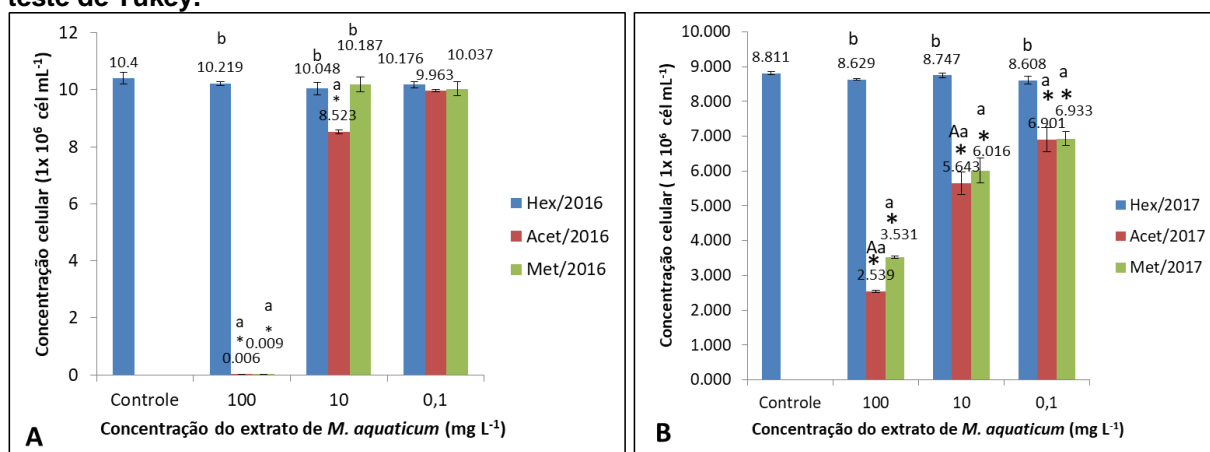 teste de Tukey.
12
10
8
6
4
2
0
Concentração celular (1x 10⁶ cél mL⁻¹)
10.4
b
10.219
a
*
0.006
a
*
0.009
b
10.048
a
*
8.523
b
10.187
10.176
9.963
10.037
Controle 100 10 0,1
Concentração do extrato de M. aquaticum (mg L⁻¹)
Hex/2016
Acet/2016
Met/2016
A
10.000
9.000
8.000
7.000
6.000
5.000
4.000
3.000
2.000
1.000
0.000
Concentração celular ( 1x 10⁶ cél mL⁻¹)
8.811
b
8.629
Aa
*
2.539
a
*
3.531
b
8.747
Aa
*
5.643
a
*
6.016
b
8.608
a
*
6.901
a
*
6.933
Controle 100 10 0,1
Concentração do extrato de M. aquaticum (mg L⁻¹)
Hex/2017
Acet/2017
Met/2017
B